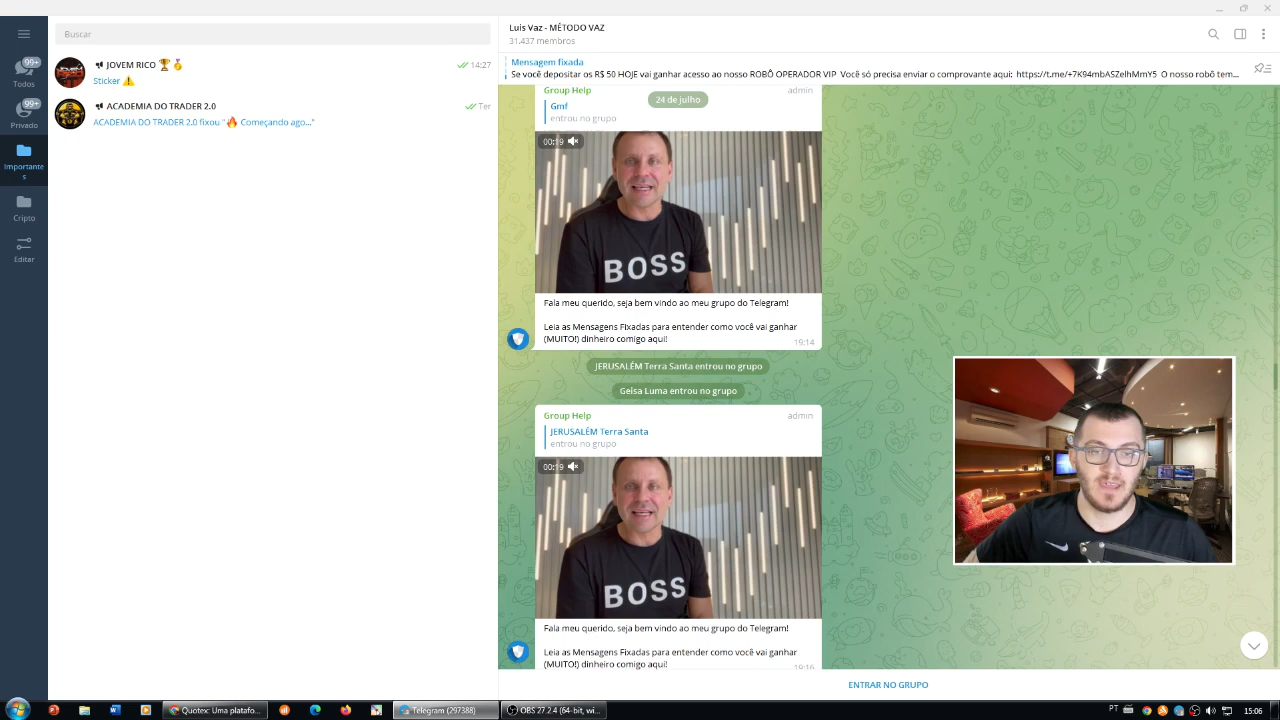 Buscar
99+
Todos
99+
Privado
Importante
s
Cripto
Editar
JOVEM RICO 🏆 🥇
14:27
Sticker ⚠️
ACADEMIA DO TRADER 2.0
Ter
ACADEMIA DO TRADER 2.0 fixou "🔥 Começando ago..."
Luis Vaz - MÉTODO VAZ
31.437 membros
Mensagem fixada
Se você depositar os R$ 50 HOJE vai ganhar acesso ao nosso ROBÔ OPERADOR VIP Você só precisa enviar o comprovante aqui: https://t.me/+7K94mbASZelhMmY5 O nosso robô tem...
24 de julho
Group Help
admin
Gmf
entrou no grupo
00:19
BOSS
Fala meu querido, seja bem vindo ao meu grupo do Telegram!
Leia as Mensagens Fixadas para entender como você vai ganhar
(MUITO!) dinheiro comigo aqui!
19:14
JERUSALÉM Terra Santa entrou no grupo
Geisa Luma entrou no grupo
Group Help
admin
JERUSALÉM Terra Santa
entrou no grupo
00:19
BOSS
Fala meu querido, seja bem vindo ao meu grupo do Telegram!
Leia as Mensagens Fixadas para entender como você vai ganhar
(MUITO!) dinheiro comigo aqui!
19:16
ENTRAR NO GRUPO
Quotex: Uma platafo...
Telegram (297388)
OBS 27.2.4 (64-bit, wi...
PT
15:06